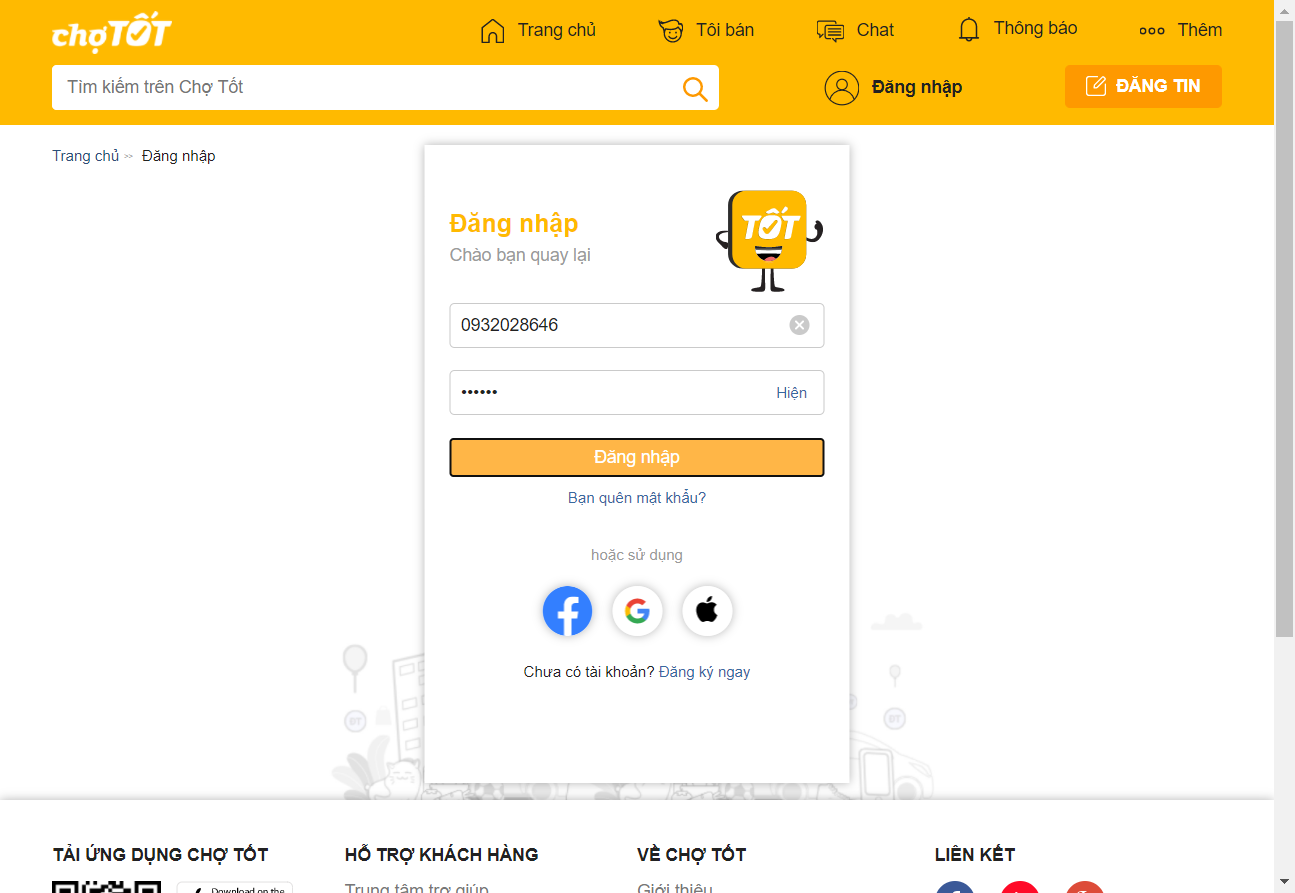 chợTỐT
Trang chủ
Tôi bán
Chat
Thông báo
Thêm
Tìm kiếm trên Chợ Tốt
Đăng nhập
ĐĂNG TIN
Trang chủ >> Đăng nhập
TỐT
Đăng nhập
Chào bạn quay lại
0932028646
••••••
Hiện
Đăng nhập
Bạn quên mật khẩu?
hoặc sử dụng
Chưa có tài khoản? Đăng ký ngay
ĐT
ĐT
TẢI ỨNG DỤNG CHỢ TỐT
HỖ TRỢ KHÁCH HÀNG
VỀ CHỢ TỐT
LIÊN KẾT
Download on the
Trung tâm trợ giúp
Giới thiệu